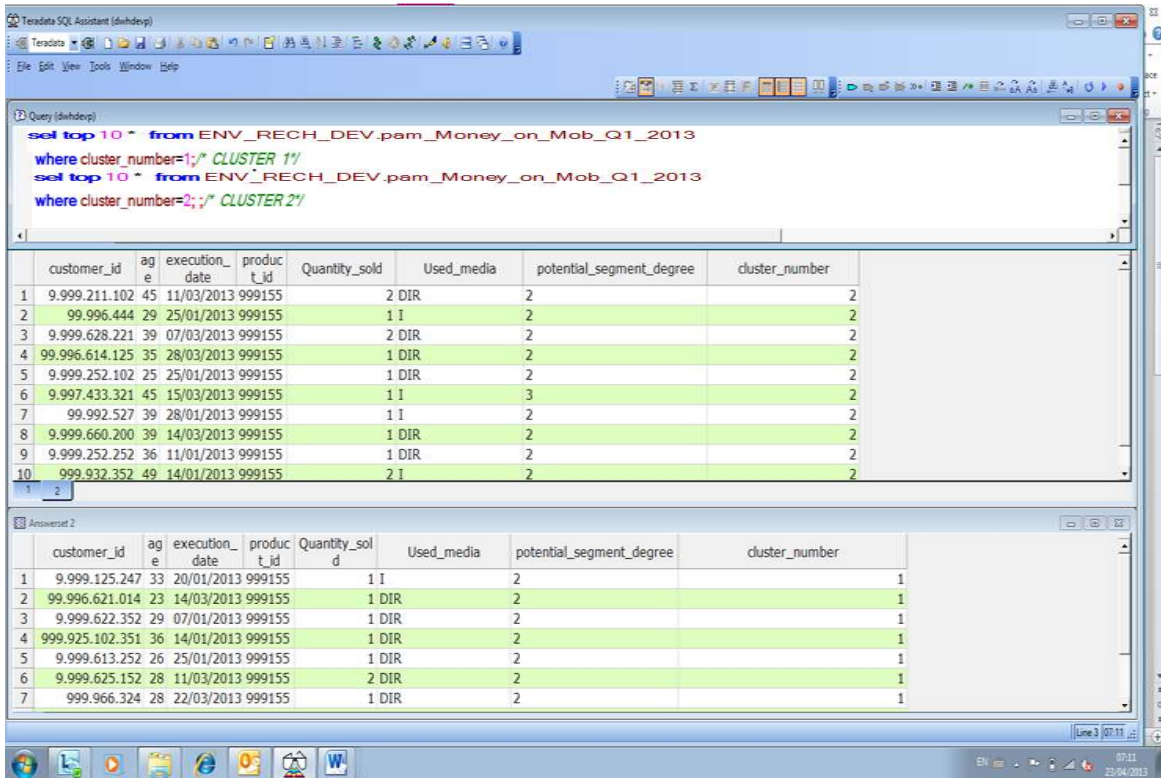 Teradata SQL Assistant (dwhdevp)
Teradata
File Edit View Tools Window Help
Query (dwhdevp)
sel top 10 * from ENV_RECH_DEV.pam_Money_on_Mob_Q1_2013
where cluster_number=1;/* CLUSTER 1*/
sel top 10 * from ENV_RECH_DEV.pam_Money_on_Mob_Q1_2013
where cluster_number=2; ;/* CLUSTER 2*/
customer_id age execution_date product_id Quantity_sold Used_media potential_segment_degree cluster_number
1 9.999.211.102 45 11/03/2013 999155 2 DIR 2 2
2 99.996.444 29 25/01/2013 999155 1 I 2 2
3 9.999.628.221 39 07/03/2013 999155 2 DIR 2 2
4 99.996.614.125 35 28/03/2013 999155 1 DIR 2 2
5 9.999.252.102 25 25/01/2013 999155 1 DIR 2 2
6 9.997.433.321 45 15/03/2013 999155 1 I 3 2
7 99.992.527 39 28/01/2013 999155 1 I 2 2
8 9.999.660.200 39 14/03/2013 999155 1 DIR 2 2
9 9.999.252.252 36 11/01/2013 999155 1 DIR 2 2
10 999.932.352 49 14/01/2013 999155 2 I 2 2
1 2
Answerset 2
customer_id age execution_date product_id Quantity_sold Used_media potential_segment_degree cluster_number
1 9.999.125.247 33 20/01/2013 999155 1 I 2 1
2 99.996.621.014 23 14/03/2013 999155 1 DIR 2 1
3 9.999.622.352 29 07/01/2013 999155 1 DIR 2 1
4 999.925.102.351 36 14/01/2013 999155 1 DIR 2 1
5 9.999.613.252 26 25/01/2013 999155 1 DIR 2 1
6 9.999.625.152 28 11/03/2013 999155 2 DIR 2 1
7 999.966.324 28 22/03/2013 999155 1 DIR 2 1
Line 3 07:11
EN 07:11
23/04/2013